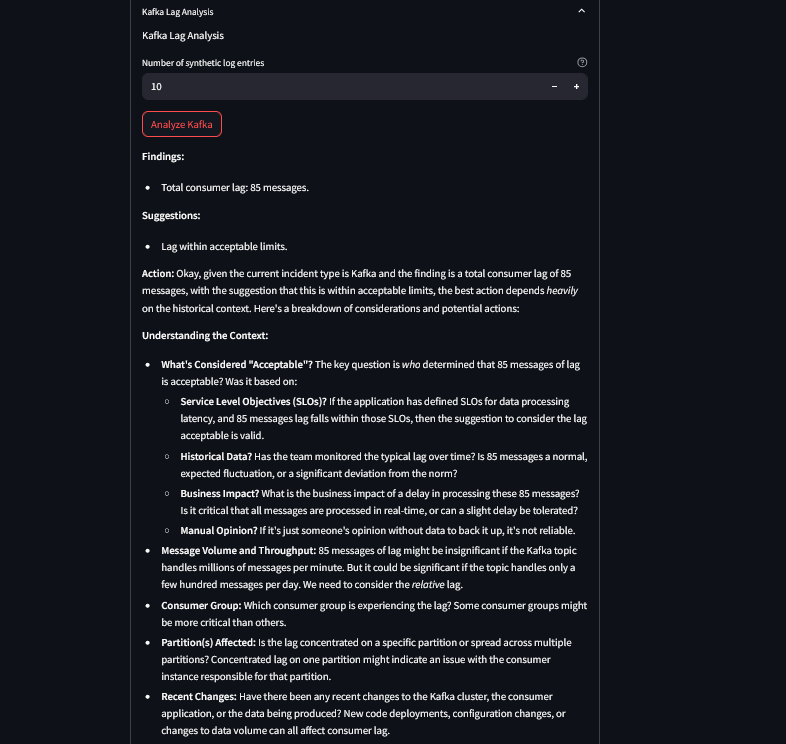 Kafka Lag Analysis
Kafka Lag Analysis
Number of synthetic log entries
10
Analyze Kafka
Findings:
• Total consumer lag: 85 messages.
Suggestions:
• Lag within acceptable limits.
Action: Okay, given the current incident type is Kafka and the finding is a total consumer lag of 85
messages, with the suggestion that this is within acceptable limits, the best action depends heavily
on the historical context. Here's a breakdown of considerations and potential actions:
Understanding the Context:
• What's Considered "Acceptable"? The key question is who determined that 85 messages of lag
is acceptable? Was it based on:
○ Service Level Objectives (SLOs)? If the application has defined SLOs for data processing
latency, and 85 messages lag falls within those SLOs, then the suggestion to consider the lag
acceptable is valid.
○ Historical Data? Has the team monitored the typical lag over time? Is 85 messages a normal,
expected fluctuation, or a significant deviation from the norm?
○ Business Impact? What is the business impact of a delay in processing these 85 messages?
Is it critical that all messages are processed in real-time, or can a slight delay be tolerated?
○ Manual Opinion? If it's just someone's opinion without data to back it up, it's not reliable.
• Message Volume and Throughput: 85 messages of lag might be insignificant if the Kafka topic
handles millions of messages per minute. But it could be significant if the topic handles only a
few hundred messages per day. We need to consider the relative lag.
• Consumer Group: Which consumer group is experiencing the lag? Some consumer groups might
be more critical than others.
• Partition(s) Affected: Is the lag concentrated on a specific partition or spread across multiple
partitions? Concentrated lag on one partition might indicate an issue with the consumer
instance responsible for that partition.
• Recent Changes: Have there been any recent changes to the Kafka cluster, the consumer
application, or the data being produced? New code deployments, configuration changes, or
changes to data volume can all affect consumer lag.